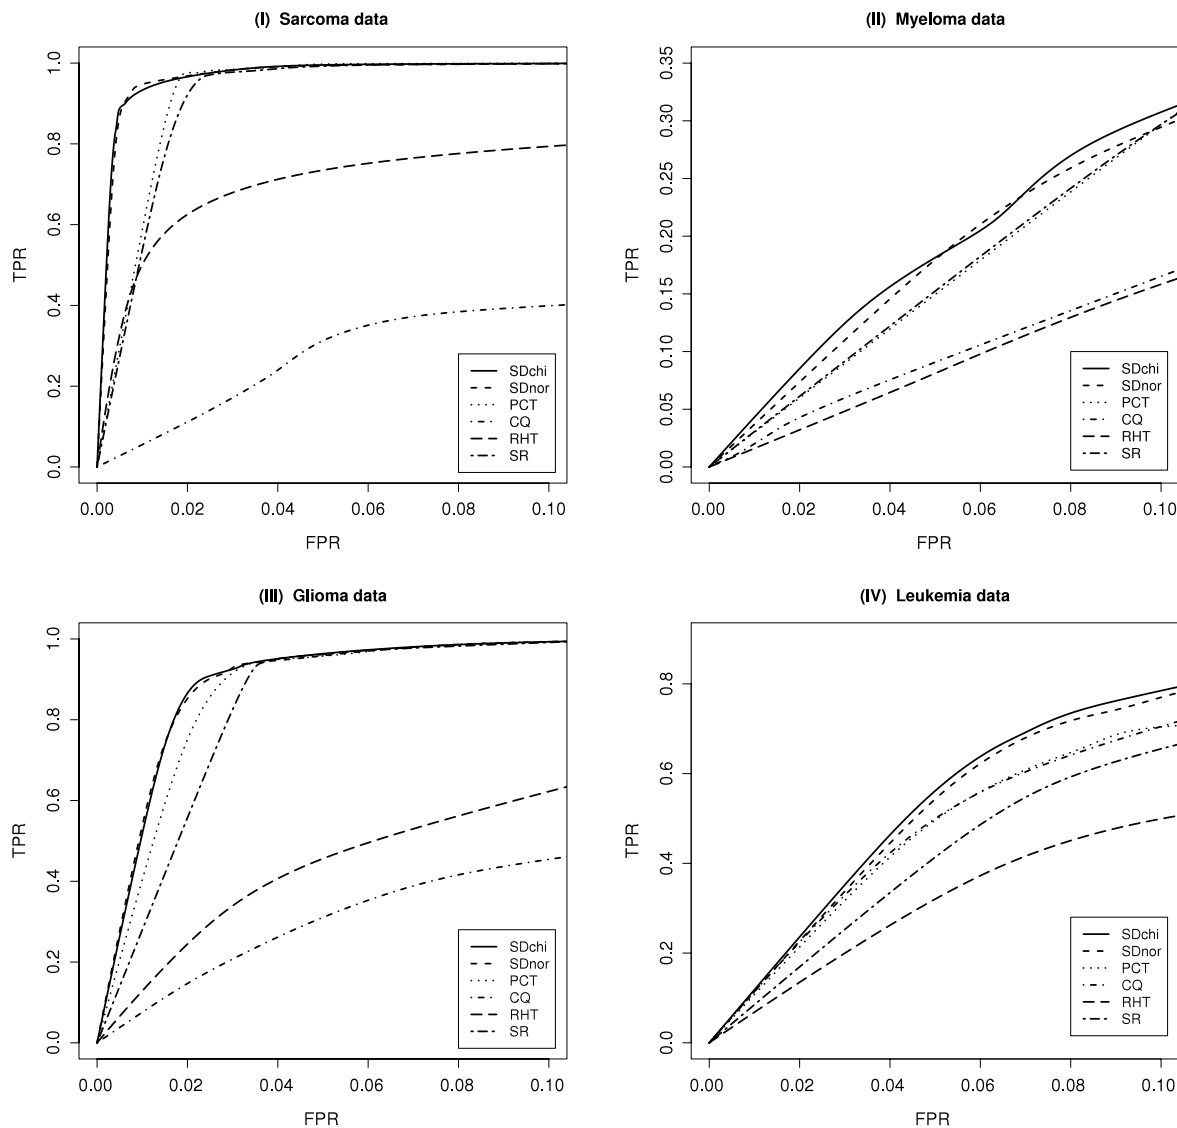 (I) Sarcoma data
TPR
0.0
0.2
0.4
0.6
0.8
1.0
0.00
0.02
0.04
0.06
0.08
0.10
FPR
SDchi
SDnor
PCT
CQ
RHT
SR
(II) Myeloma data
TPR
0.00
0.05
0.10
0.15
0.20
0.25
0.30
0.35
0.00
0.02
0.04
0.06
0.08
0.10
FPR
SDchi
SDnor
PCT
CQ
RHT
SR
(III) Glioma data
TPR
0.0
0.2
0.4
0.6
0.8
1.0
0.00
0.02
0.04
0.06
0.08
0.10
FPR
SDchi
SDnor
PCT
CQ
RHT
SR
(IV) Leukemia data
TPR
0.0
0.2
0.4
0.6
0.8
0.00
0.02
0.04
0.06
0.08
0.10
FPR
SDchi
SDnor
PCT
CQ
RHT
SR